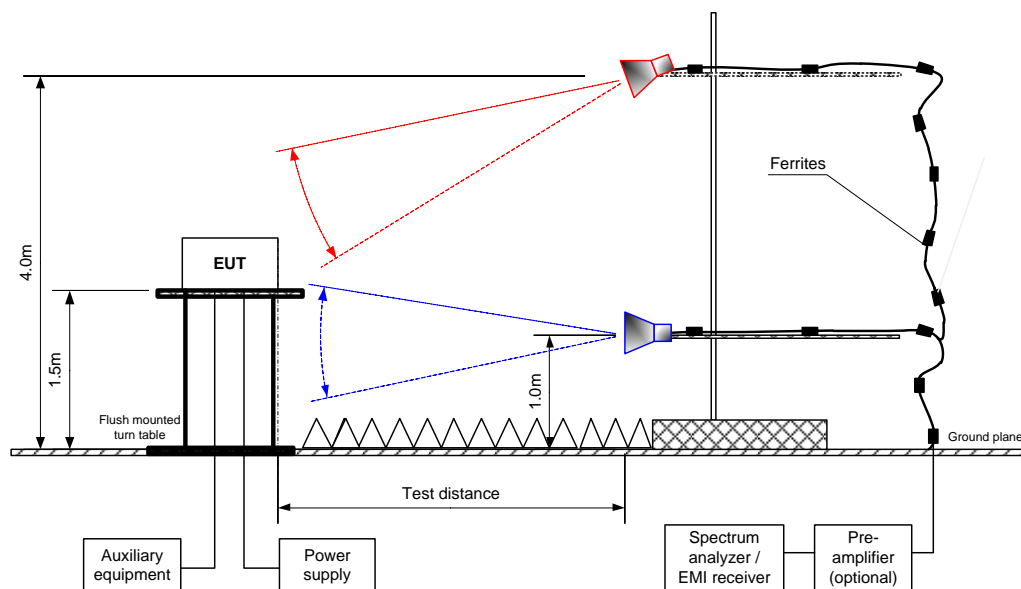 4.0m
Ferrites
EUT
1.5m
1.0m
Flush mounted
turn table
Ground plane
Test distance
Auxiliary
equipment
Power
supply
Spectrum
analyzer /
EMI receiver
Pre-
amplifier
(optional)